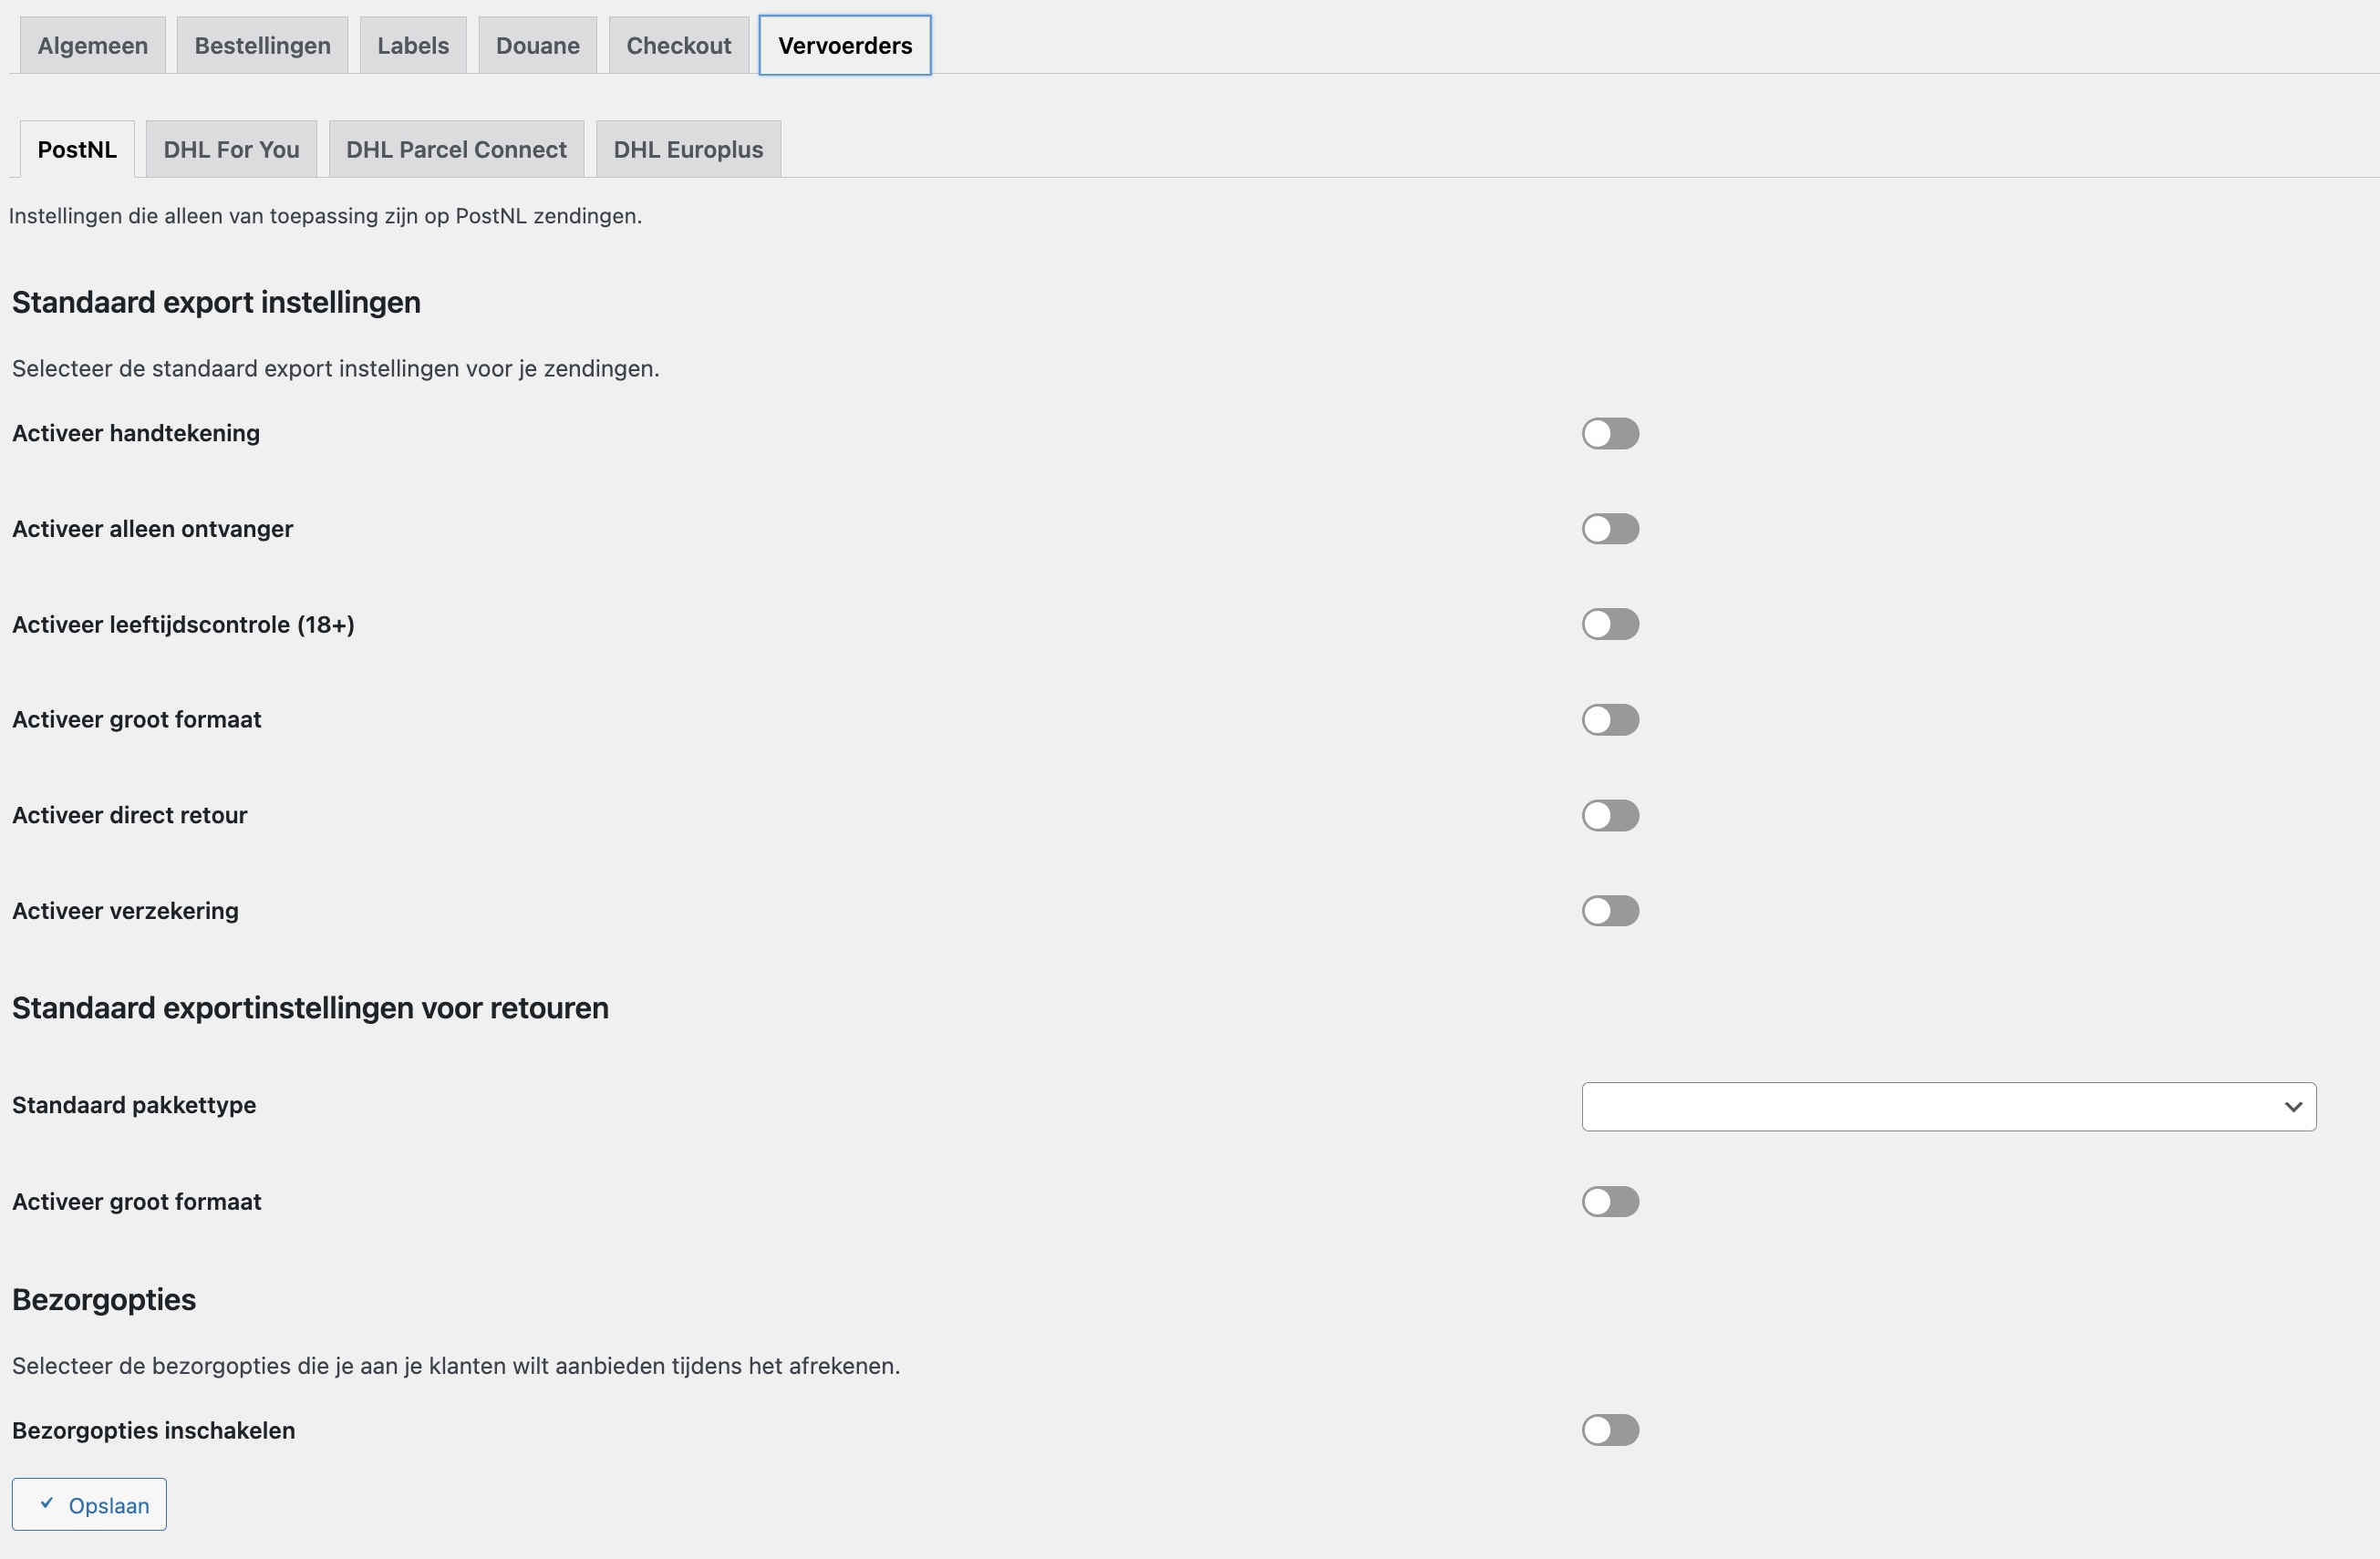 Algemeen Bestellingen Labels Douane Checkout Vervoerders
PostNL DHL For You DHL Parcel Connect DHL Europlus
Instellingen die alleen van toepassing zijn op PostNL zendingen.
Standaard export instellingen
Selecteer de standaard export instellingen voor je zendingen.
Activeer handtekening
Activeer alleen ontvanger
Activeer leeftijdscontrole (18+)
Activeer groot formaat
Activeer direct retour
Activeer verzekering
Standaard exportinstellingen voor retouren
Standaard pakkettype
Activeer groot formaat
Bezorgopties
Selecteer de bezorgopties die je aan je klanten wilt aanbieden tijdens het afrekenen.
Bezorgopties inschakelen
Opslaan